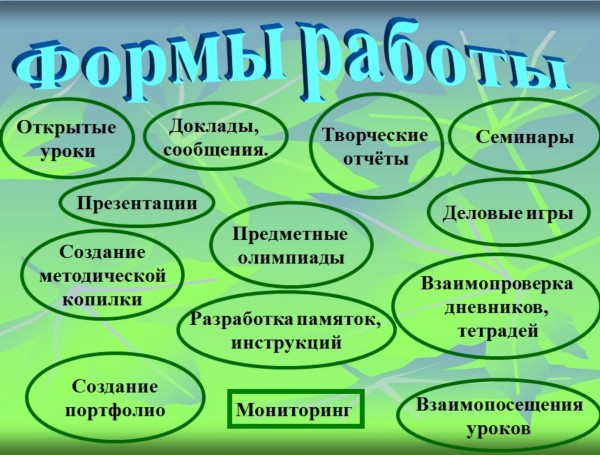 Формы работы
Открытые
уроки
Доклады,
сообщения.
Творческие
отчёты
Семинары
Презентации
Предметные
олимпиады
Деловые игры
Создание
методической
копилки
Разработка памяток,
инструкций
Взаимопроверка
дневников,
тетрадей
Создание
портфолио
Мониторинг
Взаимопосещения
уроков